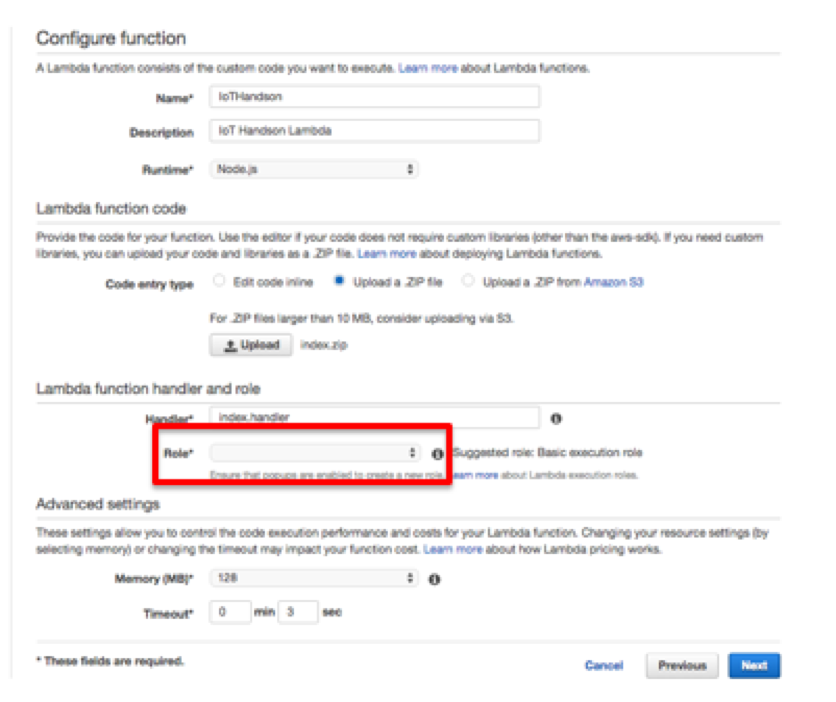 Configure function
A Lambda function consists of the custom code you want to execute. Learn more about Lambda functions.
Name* IoTHandson
Description IoT Handson Lambda
Runtime* Node.js
Lambda function code
Provide the code for your function. Use the editor if your code does not require custom libraries (other than the aws-sdk). If you need custom
libraries, you can upload your code and libraries as a .ZIP file. Learn more about deploying Lambda functions.
Code entry type Edit code inline Upload a .ZIP file Upload a .ZIP from Amazon S3
For .ZIP files larger than 10 MB, consider uploading via S3.
Upload index.zip
Lambda function handler and role
Handler* index.handler
Role* Suggested role: Basic execution role
Ensure that popups are enabled to create a new role. Learn more about Lambda execution roles.
Advanced settings
These settings allow you to control the code execution performance and costs for your Lambda function. Changing your resource settings (by
selecting memory) or changing the timeout may impact your function cost. Learn more about how Lambda pricing works.
Memory (MB)* 128
Timeout* 0 min 3 sec
* These fields are required.
Cancel Previous Next